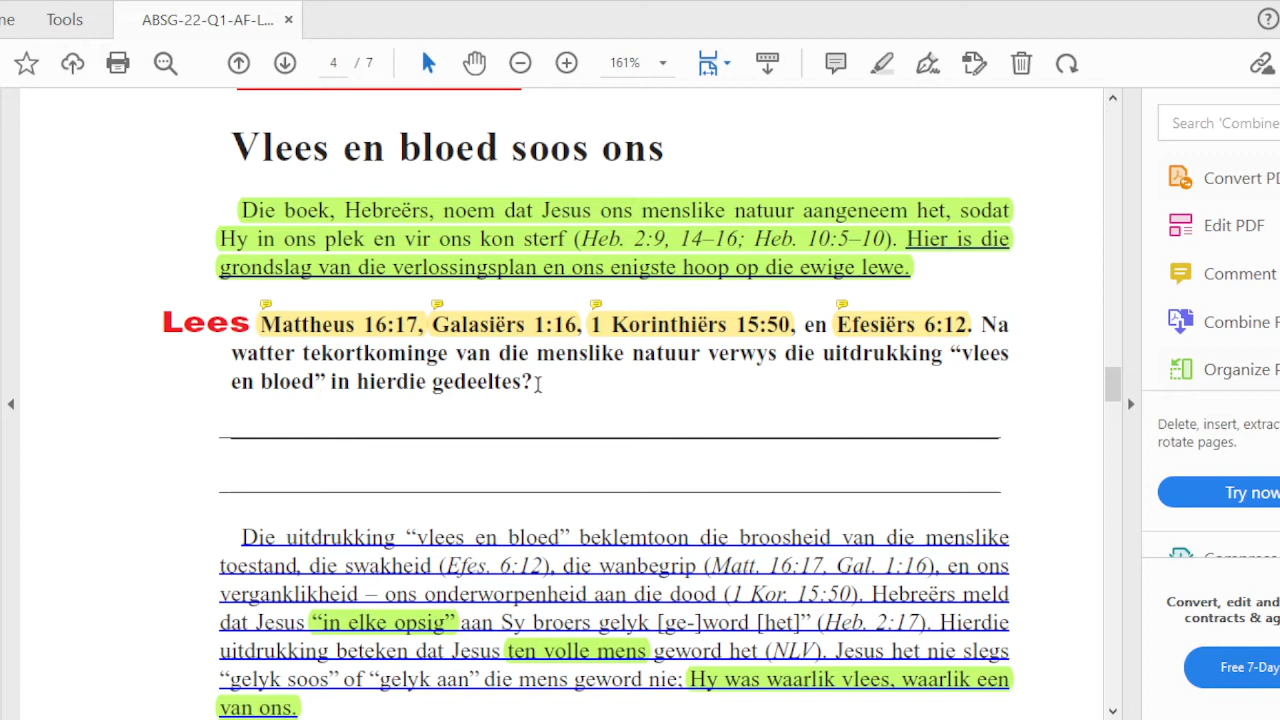 Tools
ABSG-22-Q1-AF-L...
4 / 7
161%
Vlees en bloed soos ons
Die boek, Hebreërs, noem dat Jesus ons menslike natuur aangeneem het, sodat
Hy in ons plek en vir ons kon sterf (Heb. 2:9, 14–16; Heb. 10:5–10). Hier is die
grondslag van die verlossingsplan en ons enigste hoop op die ewige lewe.
Lees Mattheus 16:17, Galasiërs 1:16, 1 Korinthiërs 15:50, en Efesiërs 6:12. Na
watter tekortkominge van die menslike natuur verwys die uitdrukking “vlees
en bloed” in hierdie gedeeltes?
Die uitdrukking “vlees en bloed” beklemtoon die broosheid van die menslike
toestand, die swakheid (Efes. 6:12), die wanbegrip (Matt. 16:17, Gal. 1:16), en ons
verganklikheid – ons onderworpenheid aan die dood (1 Kor. 15:50). Hebreërs meld
dat Jesus “in elke opsig” aan Sy broers gelyk [ge-]word [het]” (Heb. 2:17). Hierdie
uitdrukking beteken dat Jesus ten volle mens geword het (NLV). Jesus het nie slegs
“gelyk soos” of “gelyk aan” die mens geword nie; Hy was waarlik vlees, waarlik een
van ons.
Search 'Combine
Convert PD
Edit PDF
Comment
Combine F
Organize P
Delete, insert, extrac
rotate pages.
Try now
Convert, edit and
contracts & ag
Free 7-Day